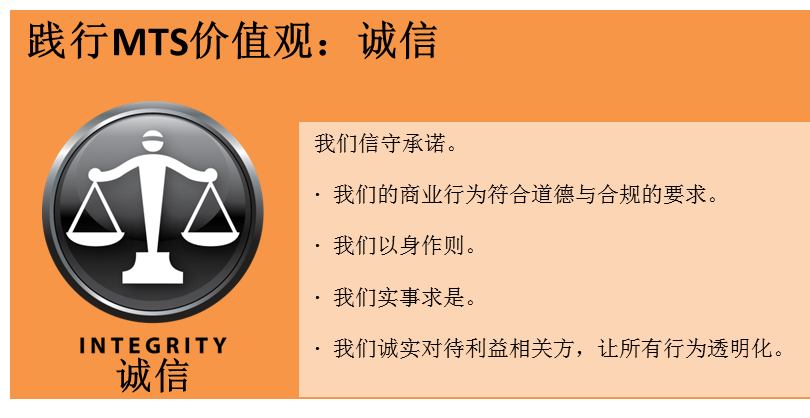 践行MTS价值观：诚信
我们信守承诺。
· 我们的商业行为符合道德与合规的要求。
· 我们以身作则。
· 我们实事求是。
· 我们诚实对待利益相关方，让所有行为透明化。
INTEGRITY
诚信